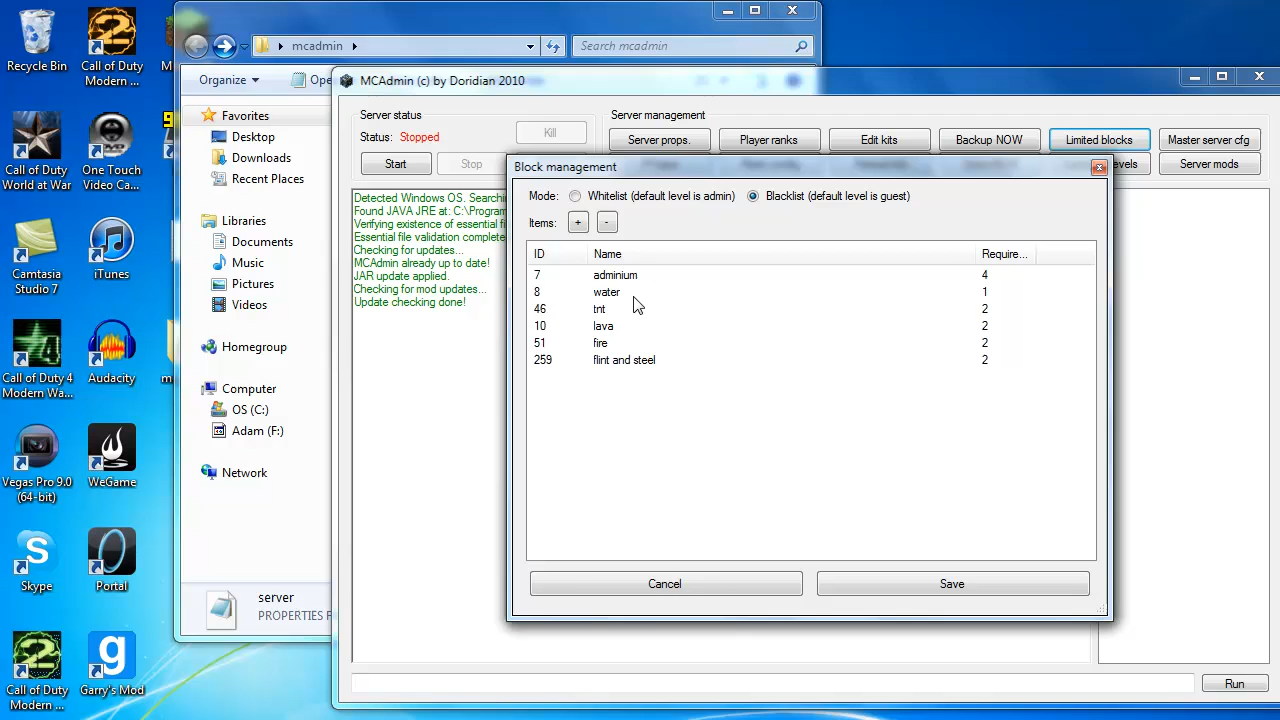 Recycle Bin
Call of Duty
Modern ...
Call of Duty
World at War
One Touch
Video Ca...
Camtasia
Studio 7
iTunes
Call of Duty 4
Modern Wa...
Audacity
Vegas Pro 9.0
(64-bit)
WeGame
Skype
Portal
Call of Duty
Modern ...
Garry's Mod
mcadmin
Search mcadmin
Organize
Favorites
Desktop
Downloads
Recent Places
Libraries
Documents
Music
Pictures
Videos
Homegroup
Computer
OS (C:)
Adam (F:)
Network
server
PROPERTIES F
MCAdmin (c) by Doridian 2010
Server status
Status: Stopped
Kill
Start
Stop
Server management
Server props.
Player ranks
Edit kits
Backup NOW
Limited blocks
Master server cfg
Server mods
Detected Windows OS. Searchin
Found JAVA JRE at: C:\Program
Verifying existence of essential fi
Essential file validation complete
Checking for updates...
MCAdmin already up to date!
JAR update applied.
Checking for mod updates...
Update checking done!
Run
Block management
Mode: Whitelist (default level is admin) Blacklist (default level is guest)
Items: + -
ID Name Require...
7 adminium 4
8 water 1
46 tnt 2
10 lava 2
51 fire 2
259 flint and steel 2
Cancel Save